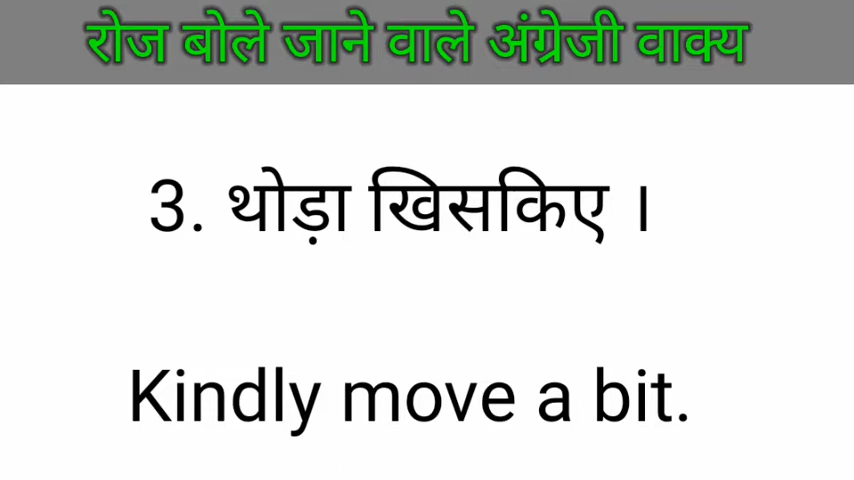 रोज बोले जाने वाले अंग्रेजी वाक्य
3. थोड़ा खिसकिए ।
Kindly move a bit.